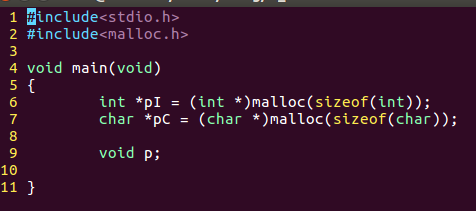 1 #include<stdio.h>
2 #include<malloc.h>
3
4 void main(void)
5 {
6         int *pI = (int *)malloc(sizeof(int));
7         char *pC = (char *)malloc(sizeof(char));
8
9         void p;
10
11 }